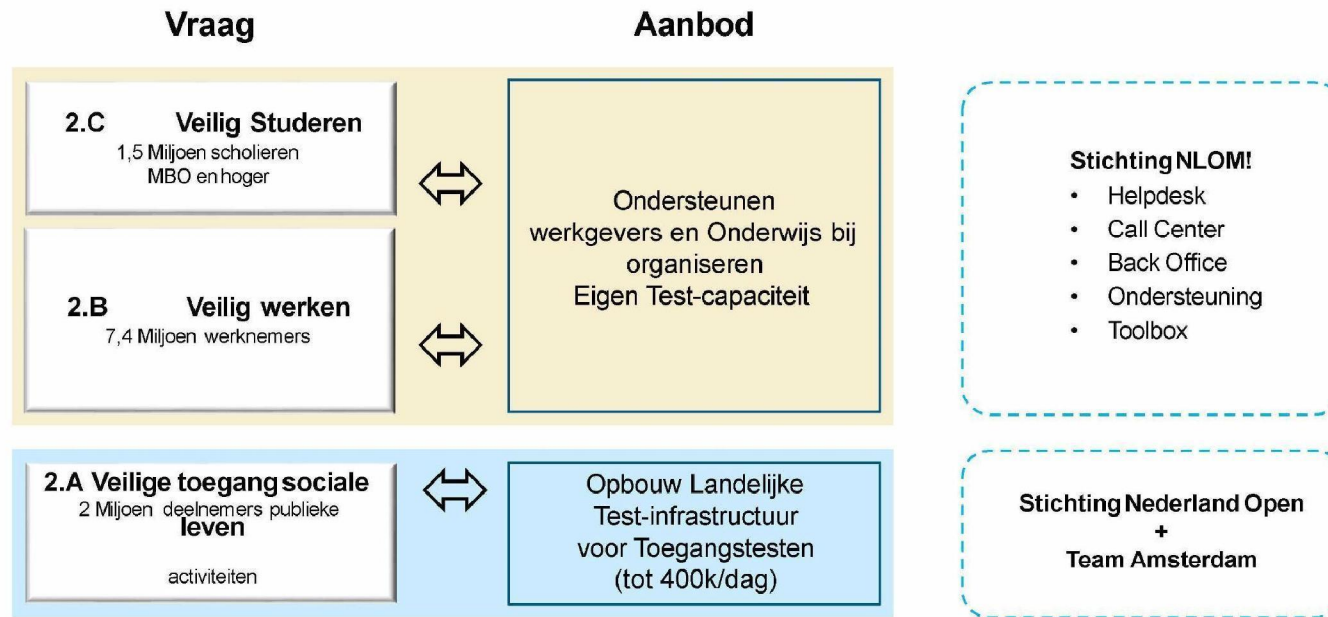 Vraag
Aanbod
2.C Veilig Studeren
1,5 Miljoen scholieren
MBO en hoger
2.B Veilig werken
7,4 Miljoen werknemers
Ondersteunen
werkgevers en Onderwijs bij
organiseren
Eigen Test-capaciteit
Stichting NLOM!
• Helpdesk
• Call Center
• Back Office
• Ondersteuning
• Toolbox
2.A Veilige toegang sociale
2 Miljoen deelnemers publieke
leven
activiteiten
Opbouw Landelijke
Test-infrastructuur
voor Toegangstesten
(tot 400k/dag)
Stichting Nederland Open
+
Team Amsterdam